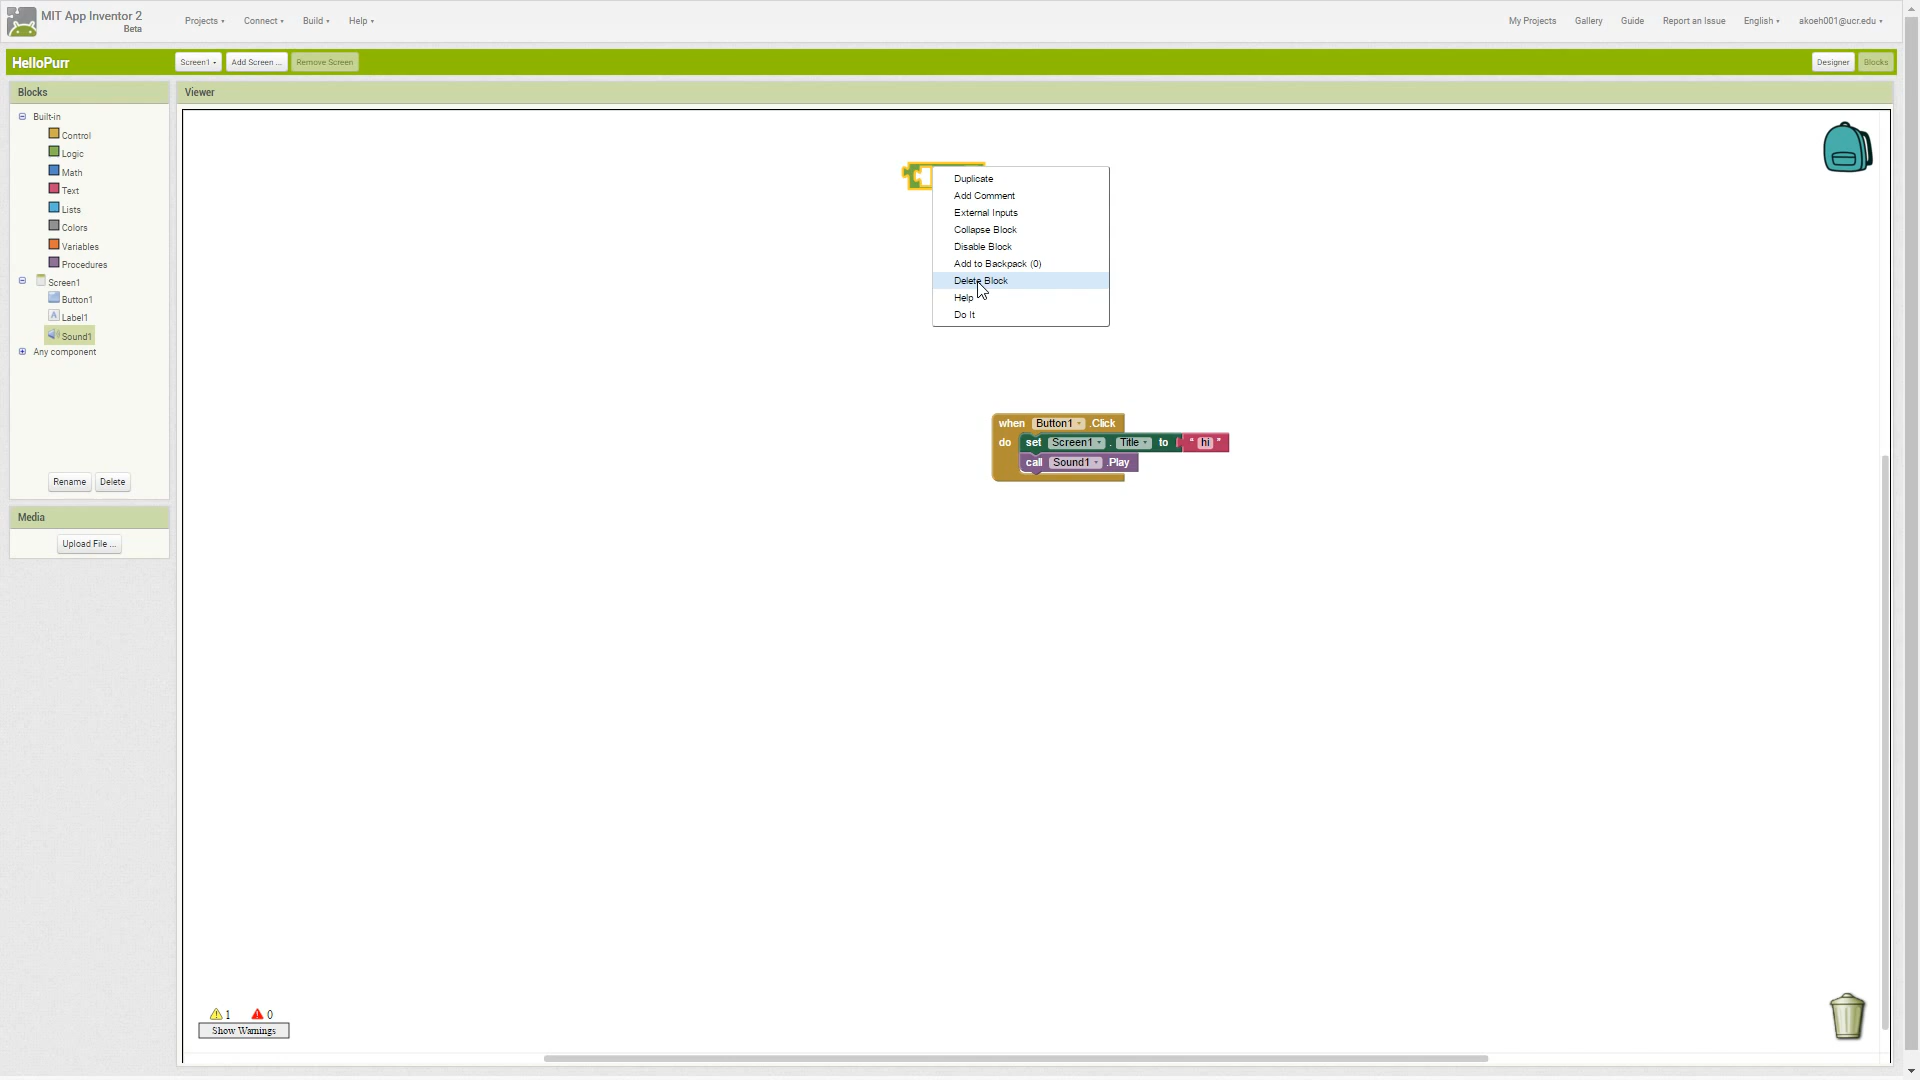 MIT App Inventor 2
Beta
Projects Connect Build Help
My Projects Gallery Guide Report an Issue English akoeh001@ucr.edu
HelloPurr
Screen1 Add Screen ... Remove Screen
Designer Blocks
Blocks
Viewer
Built-in
Control
Logic
Math
Text
Lists
Colors
Variables
Procedures
Screen1
Button1
Label1
Sound1
Any component
Rename Delete
Media
Upload File ...
Duplicate
Add Comment
External Inputs
Collapse Block
Disable Block
Add to Backpack (0)
Delete Block
Help
Do It
when Button1 .Click
do set Screen1 . Title to " hi "
call Sound1 .Play
1 0
Show Warnings